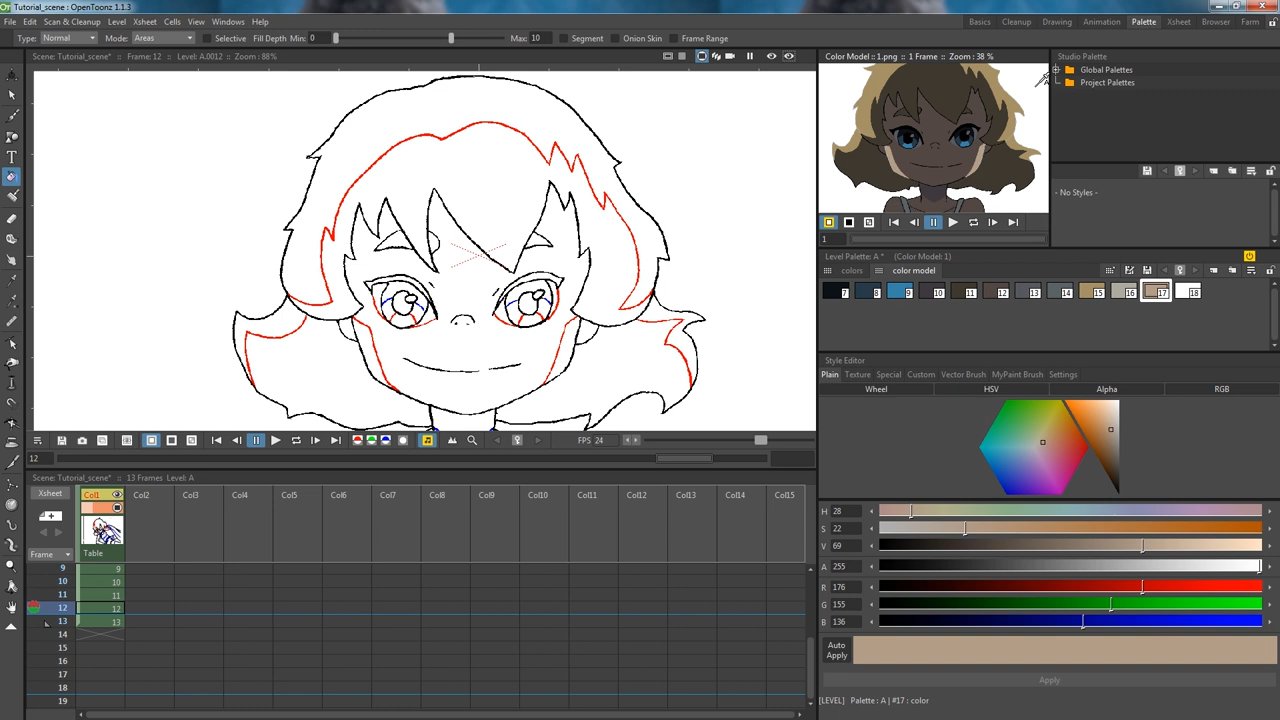 Tutorial_scene : OpenToonz 1.1.3
File Edit Scan & Cleanup Level Xsheet Cells View Windows Help
Basics Cleanup Drawing Animation Palette Xsheet Browser Farm
Type: Normal Mode: Areas Selective Fill Depth Min: 0 Max: 10 Segment Onion Skin Frame Range
Scene: Tutorial_scene* :: Frame: 12 :: Level: A.0012 :: Zoom: 88%
Color Model :: 1.png :: 1 Frame :: Zoom : 38 %
Studio Palette
Global Palettes
Project Palettes
- No Styles -
1
Level Palette: A * (Color Model: 1)
colors color model
7 8 9 10 11 12 13 14 15 16 17 18
Style Editor
Plain Texture Special Custom Vector Brush MyPaint Brush Settings
Wheel HSV Alpha RGB
FPS 24
12
Scene: Tutorial_scene* :: 13 Frames Level: A
Xsheet Col1 Col2 Col3 Col4 Col5 Col6 Col7 Col8 Col9 Col10 Col11 Col12 Col13 Col14 Col15
Frame Table
9 9
10 10
11 11
12 12
13 13
14
15
16
17
18
19
H 28
S 22
V 69
A 255
R 176
G 155
B 136
Auto Apply
Apply
[LEVEL] Palette : A | #17 : color